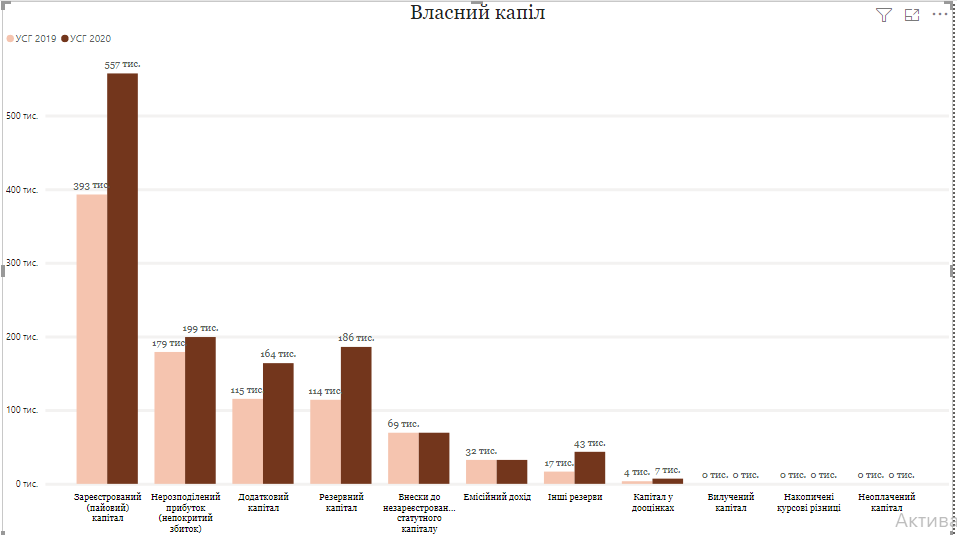 Власний капіл
УСГ 2019 УСГ 2020
557 тис.
500 тис.
400 тис.
393 тис
300 тис.
200 тис.
179 тис.
199 тис.
164 тис.
186 тис.
100 тис.
115 тис
114 тис.
69 тис.
32 тис.
17 тис.
43 тис.
4 тис.
7 тис.
0 тис. 0 тис.
0 тис. 0 тис.
0 тис. 0 тис.
0 тис.
Зареєстрований
(пайовий)
капітал
Нерозподілений
прибуток
(непокритий
збиток)
Додатковий
капітал
Резервний
капітал
Внески до
незареєстрован...
статутного
капіталу
Емісійний дохід
Інші резерви
Капітал у
дооцінках
Вилучений
капітал
Накопичені
курсові різниці
Неоплачений
капітал
Актива